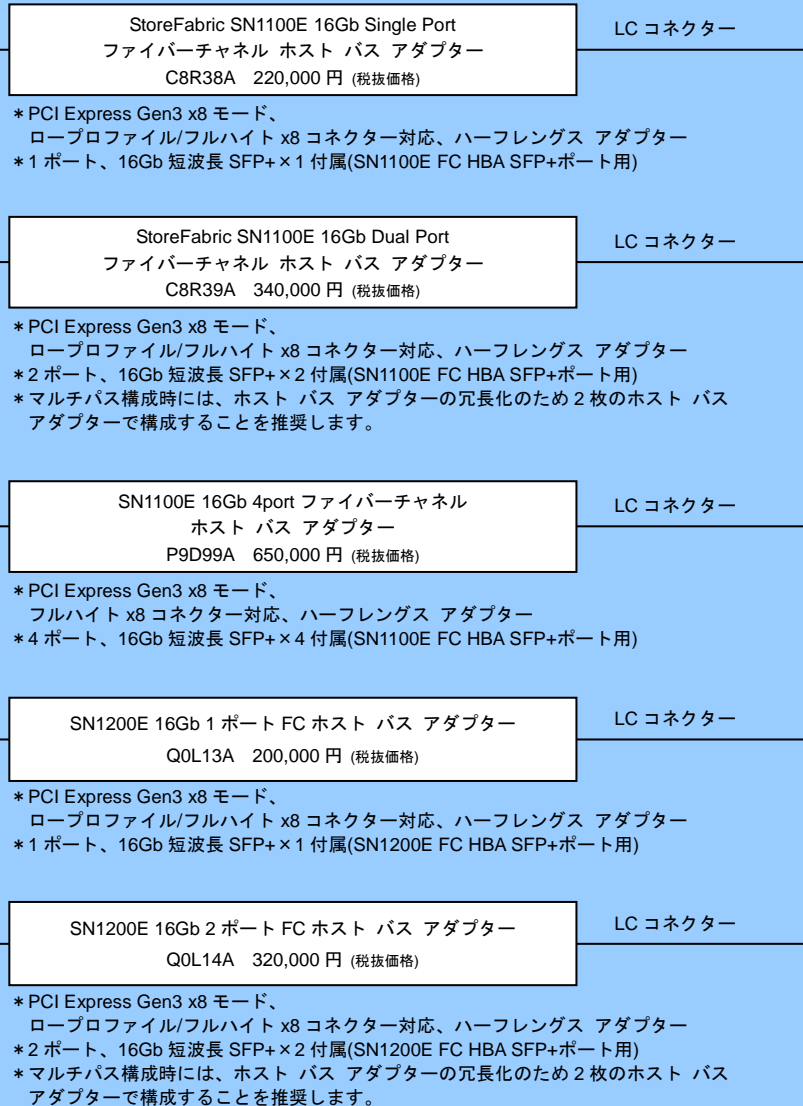 StoreFabric SN1100E 16Gb Single Port
ファイバーチャネル ホスト バス アダプター
C8R38A 220,000 円 (税抜価格)
LC コネクター
＊PCI Express Gen3 x8 モード、
ロープロファイル/フルハイト x8 コネクター対応、ハーフレングス アダプター
＊1 ポート、16Gb 短波長 SFP+×1 付属(SN1100E FC HBA SFP+ポート用)
StoreFabric SN1100E 16Gb Dual Port
ファイバーチャネル ホスト バス アダプター
C8R39A 340,000 円 (税抜価格)
LC コネクター
＊PCI Express Gen3 x8 モード、
ロープロファイル/フルハイト x8 コネクター対応、ハーフレングス アダプター
＊2 ポート、16Gb 短波長 SFP+×2 付属(SN1100E FC HBA SFP+ポート用)
＊マルチパス構成時には、ホスト バス アダプターの冗長化のため 2 枚のホスト バス
アダプターで構成することを推奨します。
SN1100E 16Gb 4port ファイバーチャネル
ホスト バス アダプター
P9D99A 650,000 円 (税抜価格)
LC コネクター
＊PCI Express Gen3 x8 モード、
フルハイト x8 コネクター対応、ハーフレングス アダプター
＊4 ポート、16Gb 短波長 SFP+×4 付属(SN1100E FC HBA SFP+ポート用)
SN1200E 16Gb 1 ポート FC ホスト バス アダプター
Q0L13A 200,000 円 (税抜価格)
LC コネクター
＊PCI Express Gen3 x8 モード、
ロープロファイル/フルハイト x8 コネクター対応、ハーフレングス アダプター
＊1 ポート、16Gb 短波長 SFP+×1 付属(SN1200E FC HBA SFP+ポート用)
SN1200E 16Gb 2 ポート FC ホスト バス アダプター
Q0L14A 320,000 円 (税抜価格)
LC コネクター
＊PCI Express Gen3 x8 モード、
ロープロファイル/フルハイト x8 コネクター対応、ハーフレングス アダプター
＊2 ポート、16Gb 短波長 SFP+×2 付属(SN1200E FC HBA SFP+ポート用)
＊マルチパス構成時には、ホスト バス アダプターの冗長化のため 2 枚のホスト バス
アダプターで構成することを推奨します。